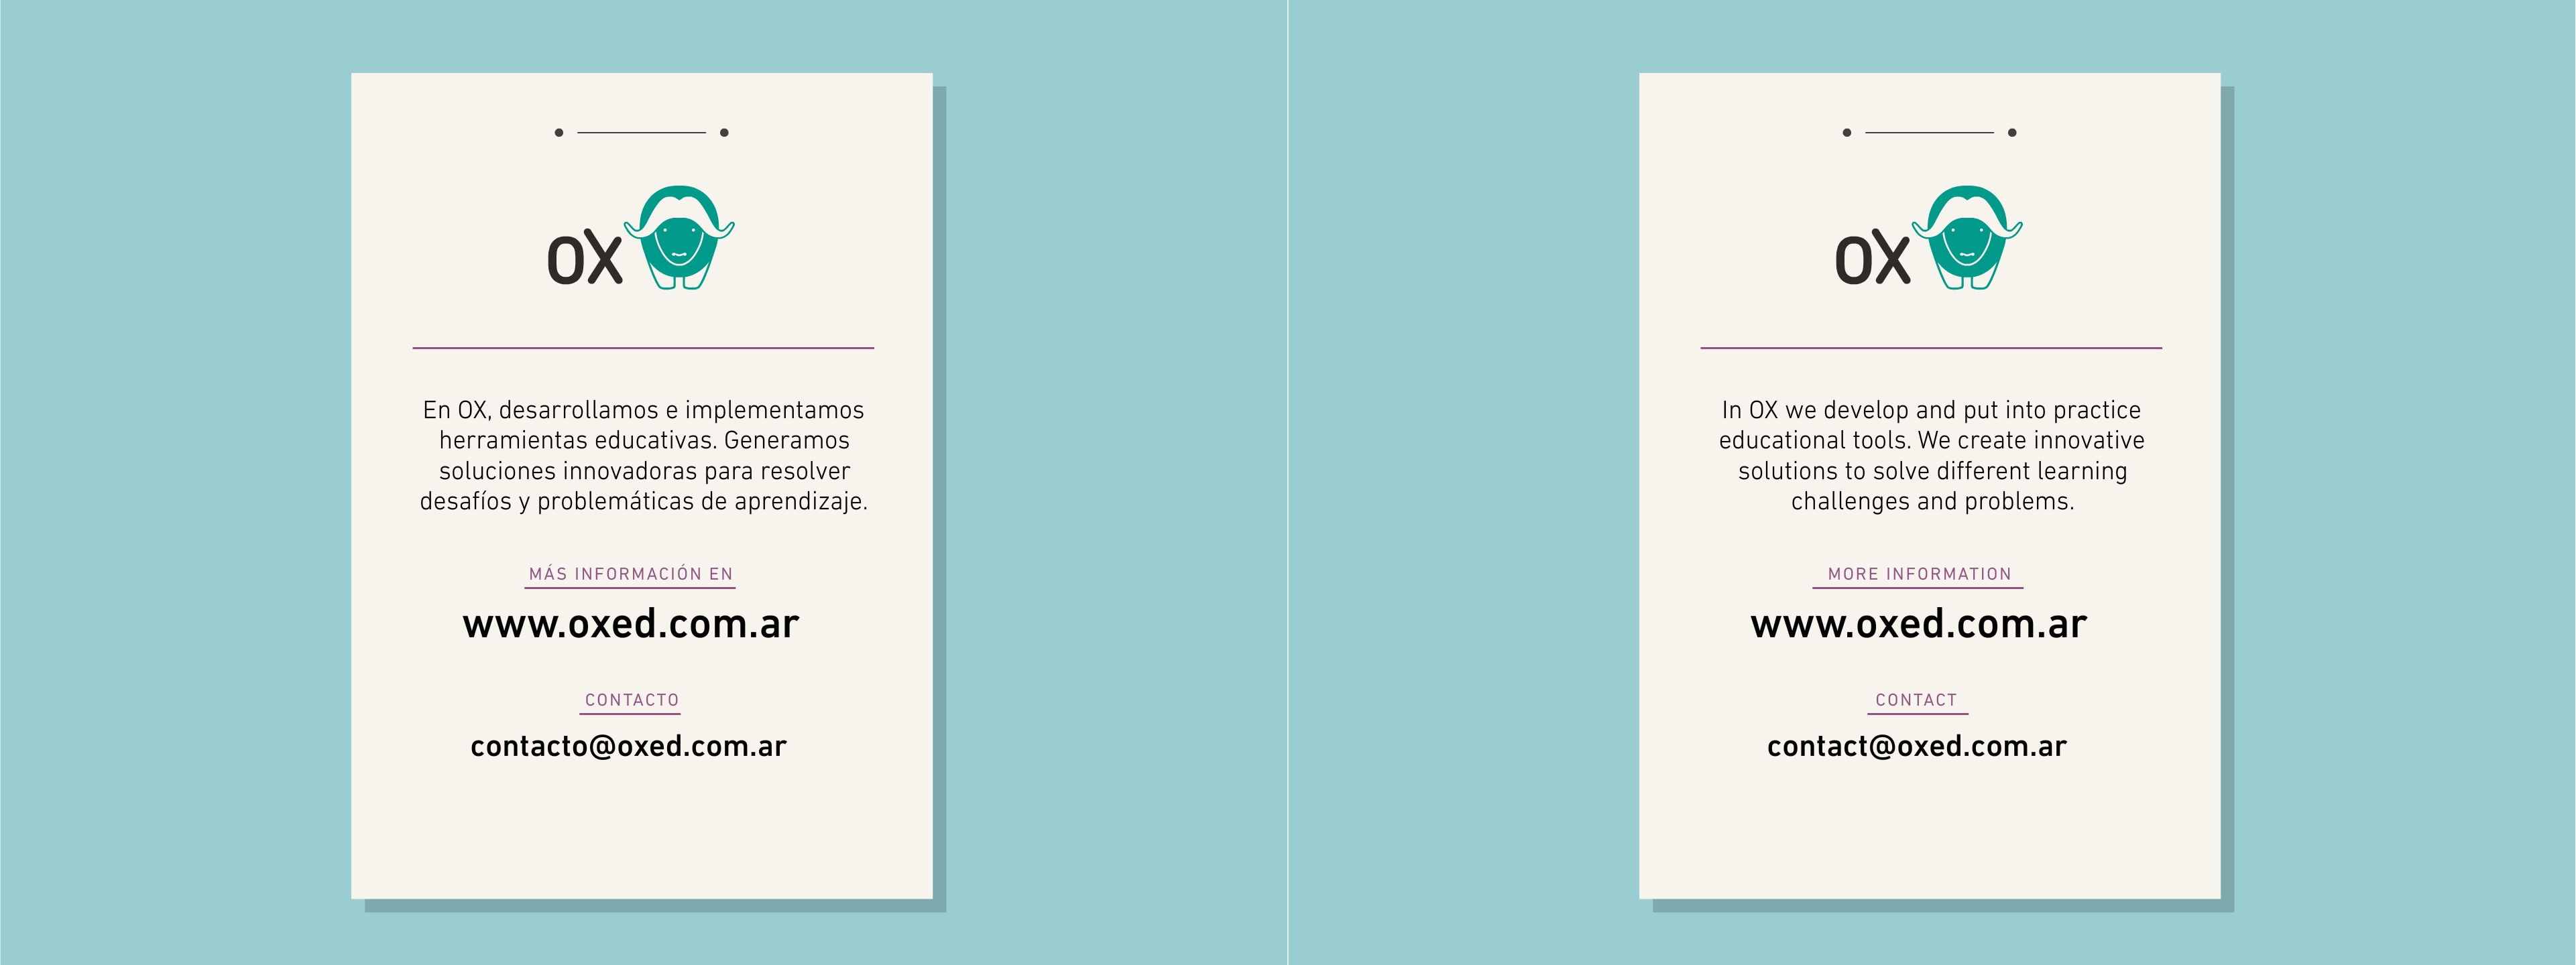 OX
En OX, desarrollamos e implementamos
herramientas educativas. Generamos
soluciones innovadoras para resolver
desafíos y problemáticas de aprendizaje.
MÁS INFORMACIÓN EN
www.oxed.com.ar
CONTACTO
contacto@oxed.com.ar
OX
In OX we develop and put into practice
educational tools. We create innovative
solutions to solve different learning
challenges and problems.
MORE INFORMATION
www.oxed.com.ar
CONTACT
contact@oxed.com.ar